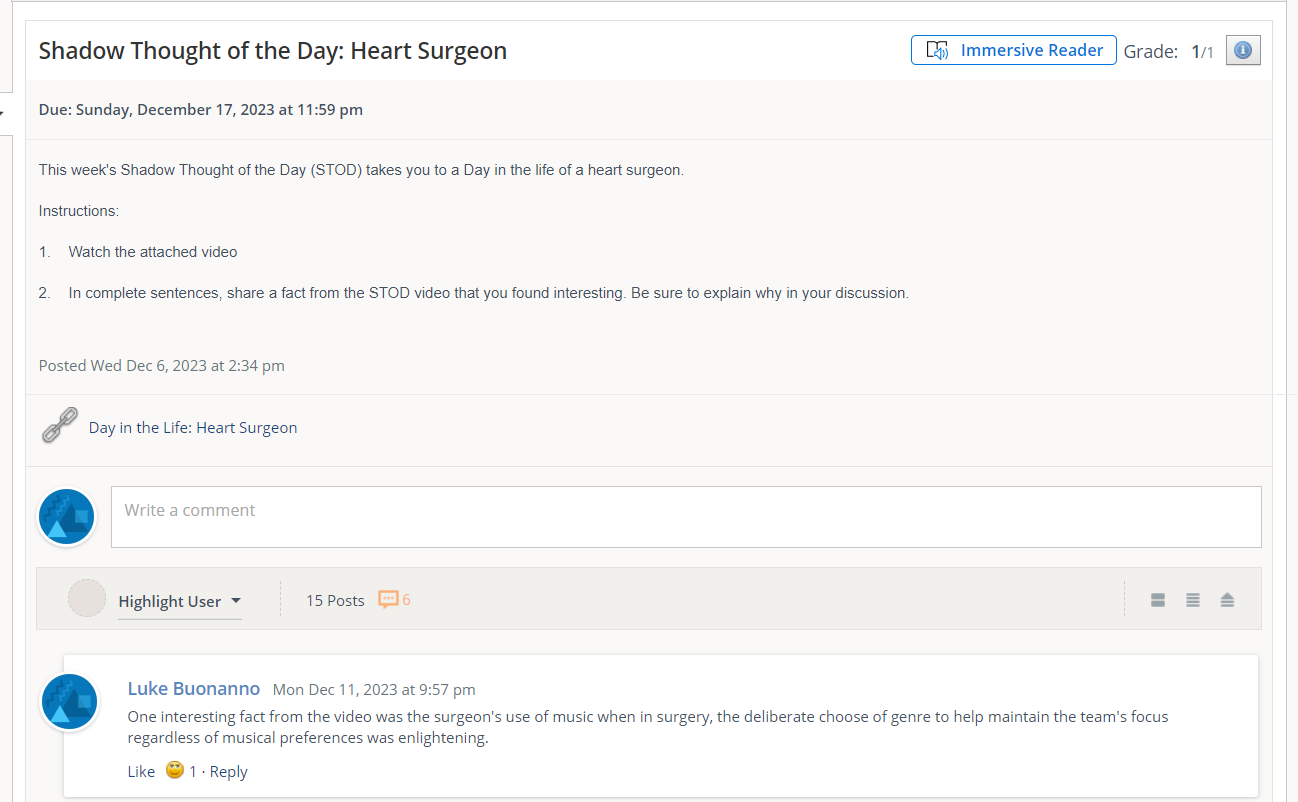 Shadow Thought of the Day: Heart Surgeon
Immersive Reader
Grade: 1/1
Due: Sunday, December 17, 2023 at 11:59 pm
This week's Shadow Thought of the Day (STOD) takes you to a Day in the life of a heart surgeon.
Instructions:
1. Watch the attached video
2. In complete sentences, share a fact from the STOD video that you found interesting. Be sure to explain why in your discussion.
Posted Wed Dec 6, 2023 at 2:34 pm
Day in the Life: Heart Surgeon
Write a comment
Highlight User
15 Posts
6
Luke Buonanno Mon Dec 11, 2023 at 9:57 pm
One interesting fact from the video was the surgeon's use of music when in surgery, the deliberate choose of genre to help maintain the team's focus
regardless of musical preferences was enlightening.
Like 1 · Reply